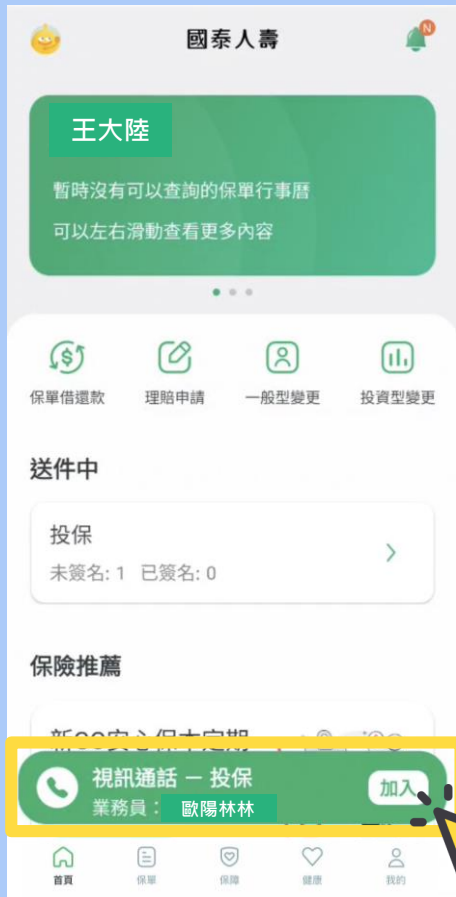 國泰人壽
N
王大陸
暫時沒有可以查詢的保單行事曆
可以左右滑動查看更多內容
保單借還款 理賠申請 一般型變更 投資型變更
送件中
投保
未簽名: 1 已簽名: 0
保險推薦
視訊通話 – 投保
業務員： 歐陽林林
加入
首頁 保單 保障 健康 我的